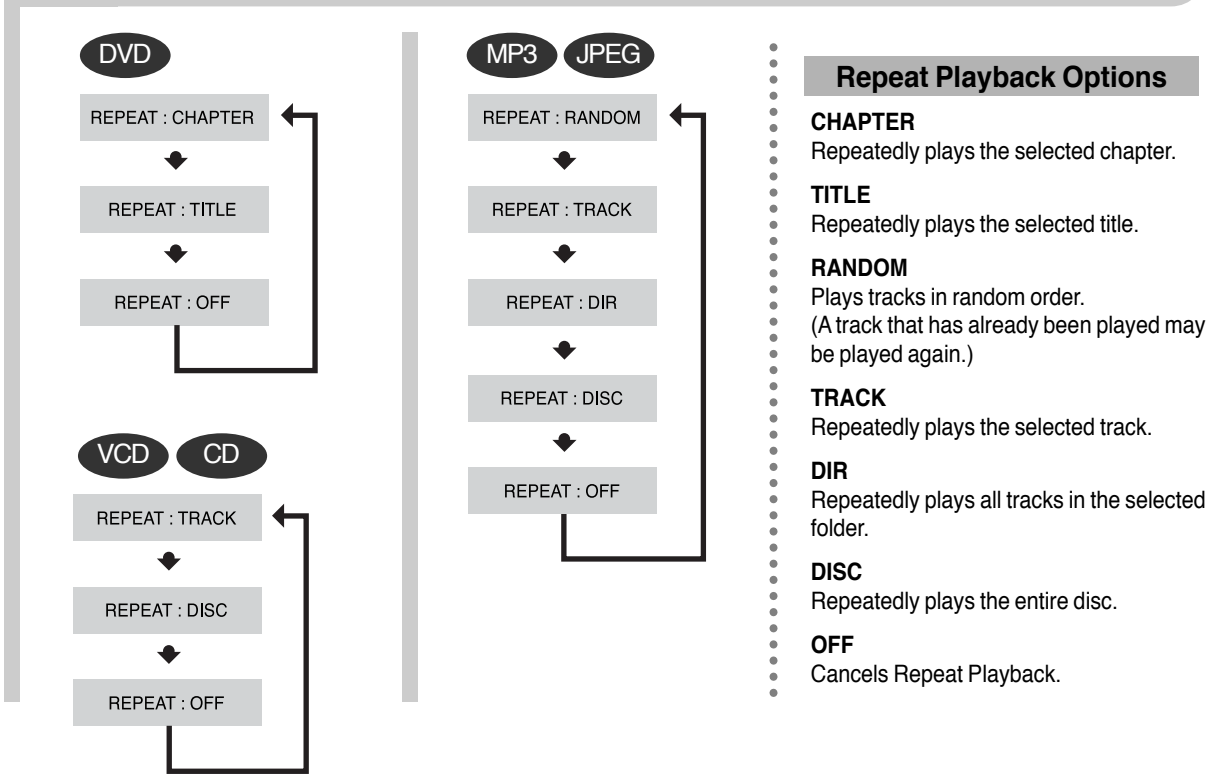 DVD
REPEAT : CHAPTER
REPEAT : TITLE
REPEAT : OFF
VCD CD
REPEAT : TRACK
REPEAT : DISC
REPEAT : OFF
MP3 JPEG
REPEAT : RANDOM
REPEAT : TRACK
REPEAT : DIR
REPEAT : DISC
REPEAT : OFF
Repeat Playback Options
CHAPTER
Repeatedly plays the selected chapter.
TITLE
Repeatedly plays the selected title.
RANDOM
Plays tracks in random order.
(A track that has already been played may
be played again.)
TRACK
Repeatedly plays the selected track.
DIR
Repeatedly plays all tracks in the selected
folder.
DISC
Repeatedly plays the entire disc.
OFF
Cancels Repeat Playback.